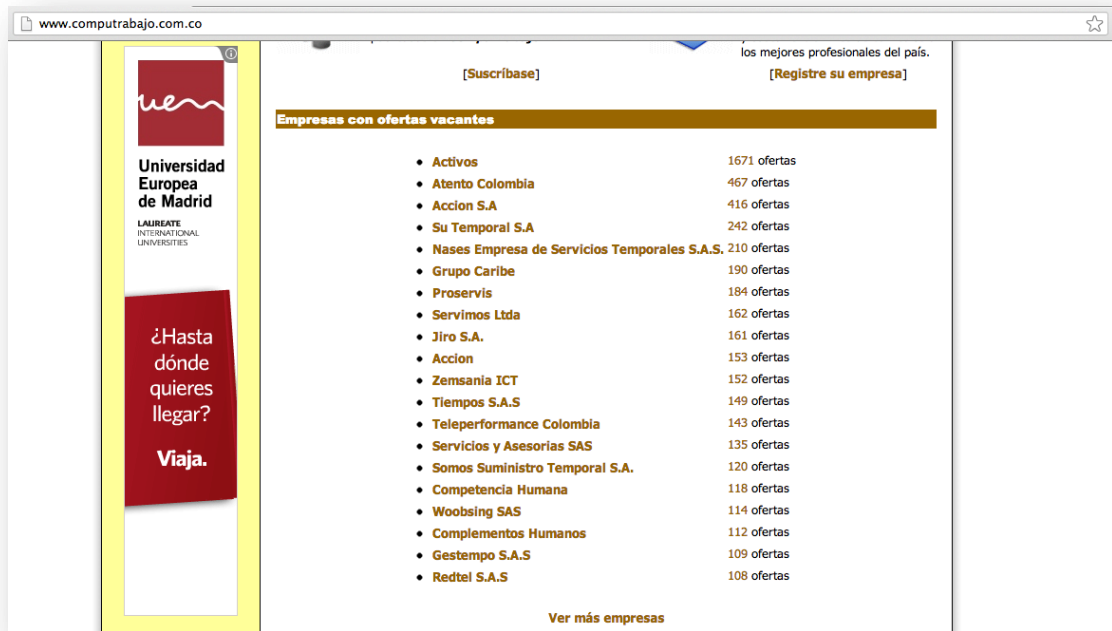 www.computrabajo.com.co
los mejores profesionales del país.
[Suscríbase]
[Registre su empresa]
uem
Universidad
Europea
de Madrid
LAUREATE
INTERNATIONAL
UNIVERSITIES
¿Hasta
dónde
quieres
llegar?
Viaja.
Empresas con ofertas vacantes
Activos 1671 ofertas
Atento Colombia 467 ofertas
Accion S.A 416 ofertas
Su Temporal S.A 242 ofertas
Nases Empresa de Servicios Temporales S.A.S. 210 ofertas
Grupo Caribe 190 ofertas
Proservis 184 ofertas
Servimos Ltda 162 ofertas
Jiro S.A. 161 ofertas
Accion 153 ofertas
Zemsania ICT 152 ofertas
Tiempos S.A.S 149 ofertas
Teleperformance Colombia 143 ofertas
Servicios y Asesorias SAS 135 ofertas
Somos Suministro Temporal S.A. 120 ofertas
Competencia Humana 118 ofertas
Woobsing SAS 114 ofertas
Complementos Humanos 112 ofertas
Gestempo S.A.S 109 ofertas
Redtel S.A.S 108 ofertas
Ver más empresas